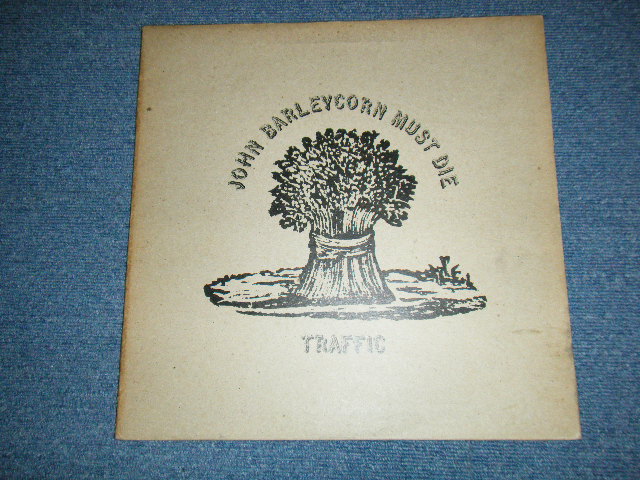 JOHN BARLEYCORN MUST DIE
TRAFFIC